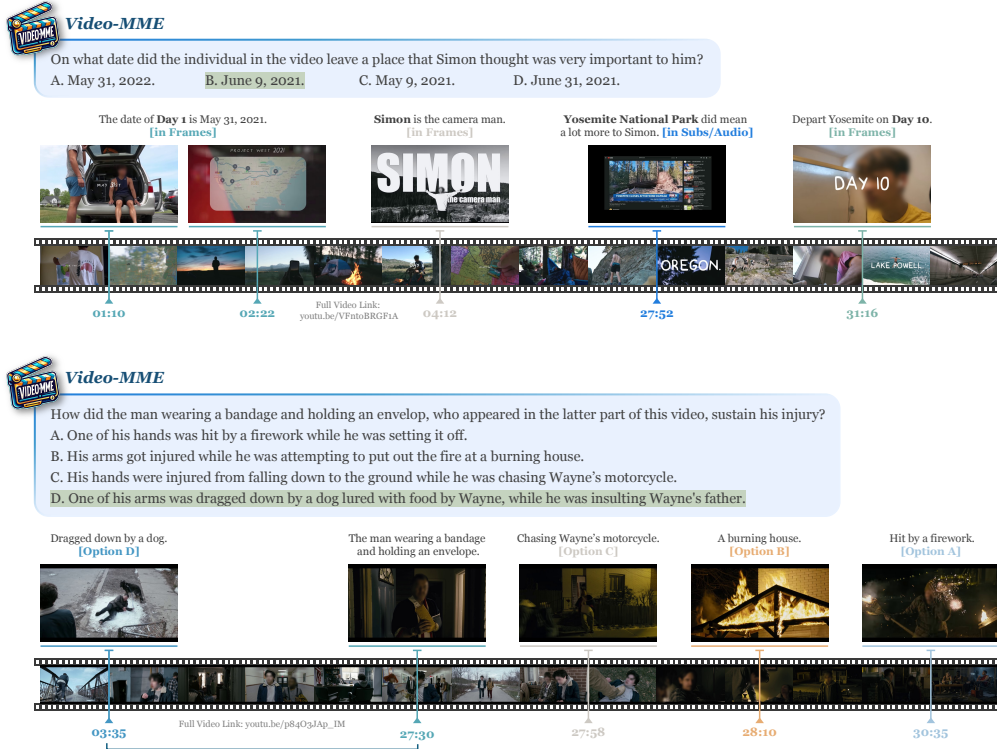 VIDEO-MME
Video-MME
On what date did the individual in the video leave a place that Simon thought was very important to him?
A. May 31, 2022. B. June 9, 2021. C. May 9, 2021. D. June 31, 2021.
The date of Day 1 is May 31, 2021.
[in Frames]
Simon is the camera man.
[in Frames]
Yosemite National Park did mean
a lot more to Simon. [in Subs/Audio]
Depart Yosemite on Day 10.
[in Frames]
MAY 31ST
PROJECT WEST 2021
SIMON
the camera man
DAY 10
OREGON.
LAKE POWELL.
01:10
02:22
Full Video Link:
youtu.be/VFntoBRGF1A
04:12
27:52
31:16
VIDEO-MME
Video-MME
How did the man wearing a bandage and holding an envelop, who appeared in the latter part of this video, sustain his injury?
A. One of his hands was hit by a firework while he was setting it off.
B. His arms got injured while he was attempting to put out the fire at a burning house.
C. His hands were injured from falling down to the ground while he was chasing Wayne's motorcycle.
D. One of his arms was dragged down by a dog lured with food by Wayne, while he was insulting Wayne's father.
Dragged down by a dog.
[Option D]
The man wearing a bandage
and holding an envelope.
Chasing Wayne's motorcycle.
[Option C]
A burning house.
[Option B]
Hit by a firework.
[Option A]
03:35
Full Video Link: youtu.be/p84O3JAp_IM
27:30
27:58
28:10
30:35